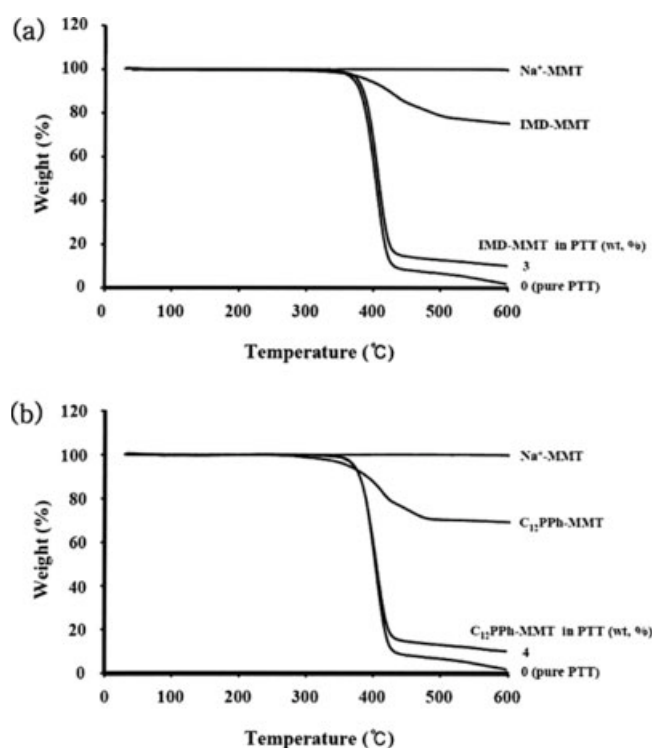 (a)
120
100
80
60
40
20
0
Weight (%)
Na⁺-MMT
IMD-MMT
IMD-MMT in PTT (wt, %)
3
0 (pure PTT)
0 100 200 300 400 500 600
Temperature (℃)
(b)
120
100
80
60
40
20
0
Weight (%)
Na⁺-MMT
C₁₂PPh-MMT
C₁₂PPh-MMT in PTT (wt, %)
4
0 (pure PTT)
0 100 200 300 400 500 600
Temperature (℃)